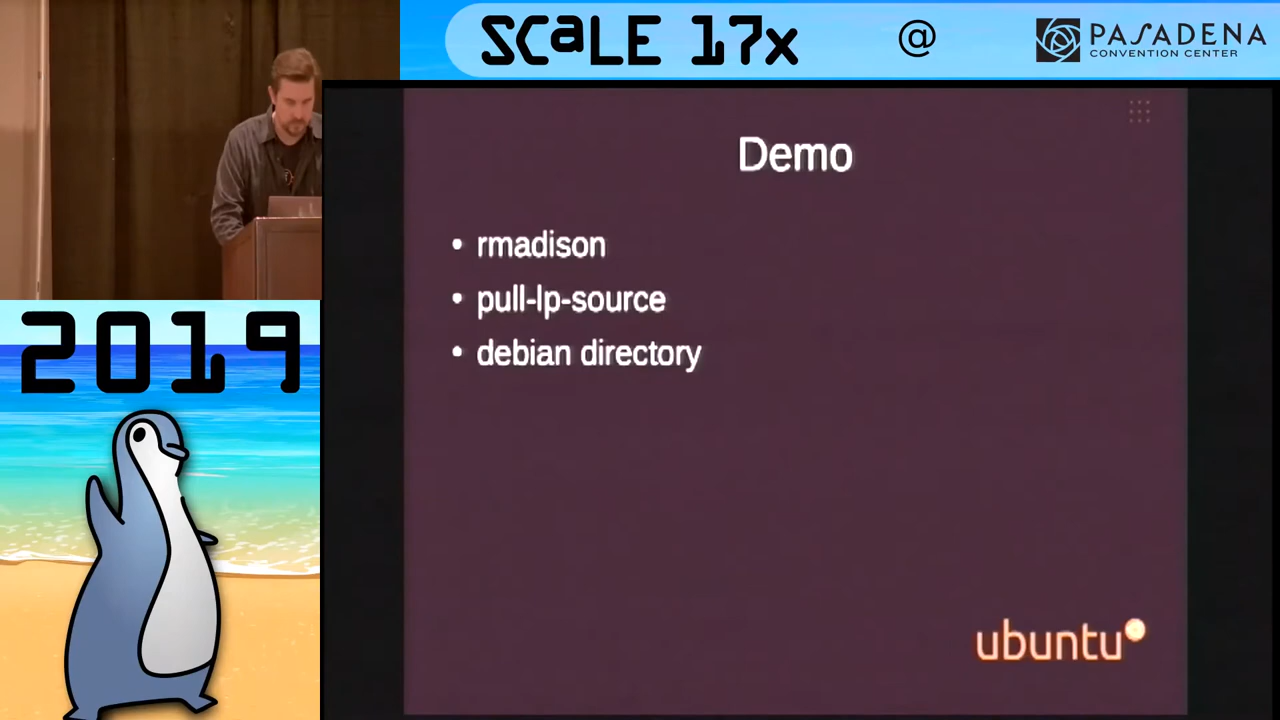 SCaLE 17x @ PASADENA
CONVENTION CENTER
Demo
• rmadison
• pull-lp-source
• debian directory
2019
ubuntu